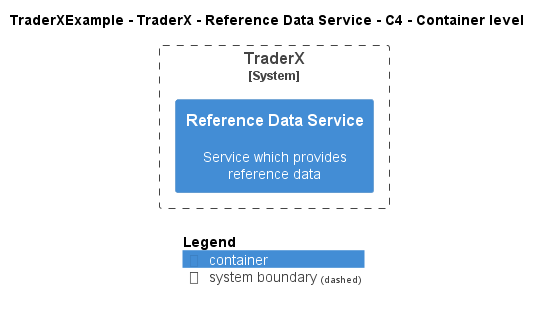 TraderXExample - TraderX - Reference Data Service - C4 - Container level
TraderX
[System]
Reference Data Service
Service which provides
reference data
Legend
container
system boundary (dashed)